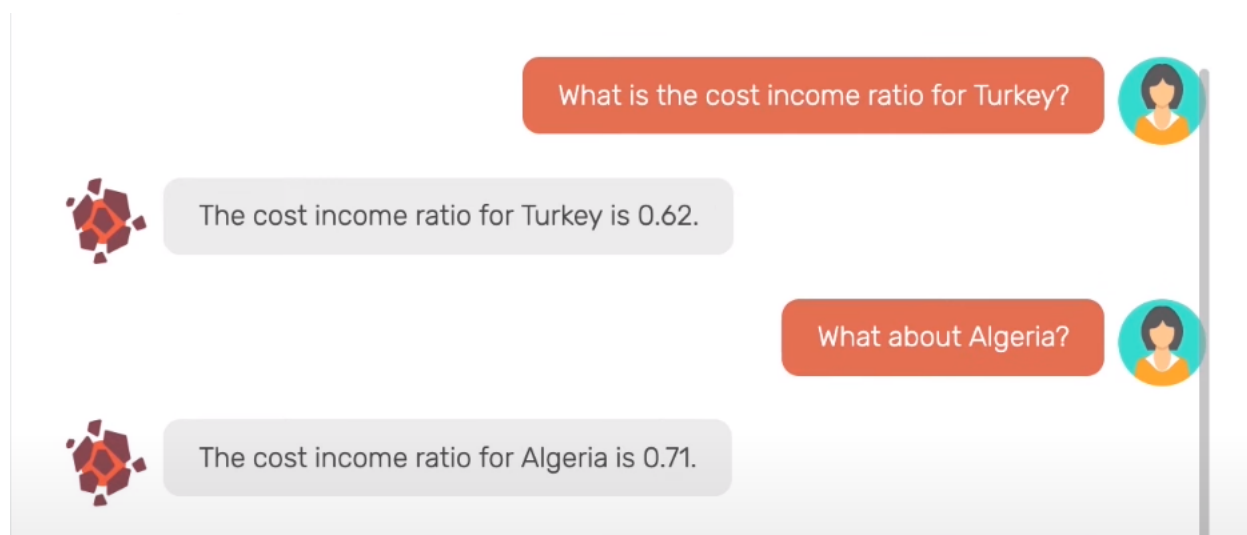 What is the cost income ratio for Turkey?
The cost income ratio for Turkey is 0.62.
What about Algeria?
The cost income ratio for Algeria is 0.71.